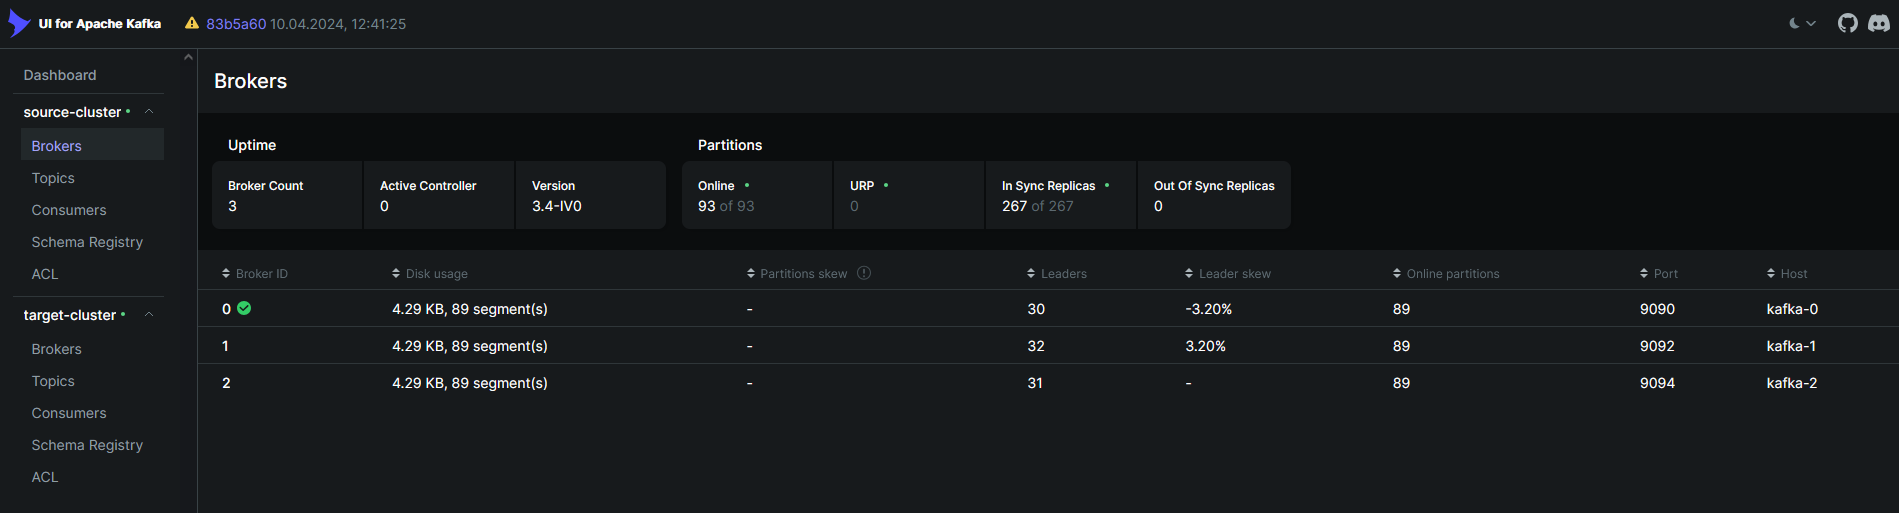 UI for Apache Kafka 83b5a60 10.04.2024, 12:41:25
Dashboard
source-cluster
Brokers
Topics
Consumers
Schema Registry
ACL
target-cluster
Brokers
Topics
Consumers
Schema Registry
ACL
Brokers
Uptime
Broker Count Active Controller Version
3 0 3.4-IV0
Partitions
Online URP In Sync Replicas Out Of Sync Replicas
93 of 93 0 267 of 267 0
Broker ID Disk usage Partitions skew Leaders Leader skew Online partitions Port Host
0 4.29 KB, 89 segment(s) - 30 -3.20% 89 9090 kafka-0
1 4.29 KB, 89 segment(s) - 32 3.20% 89 9092 kafka-1
2 4.29 KB, 89 segment(s) - 31 - 89 9094 kafka-2